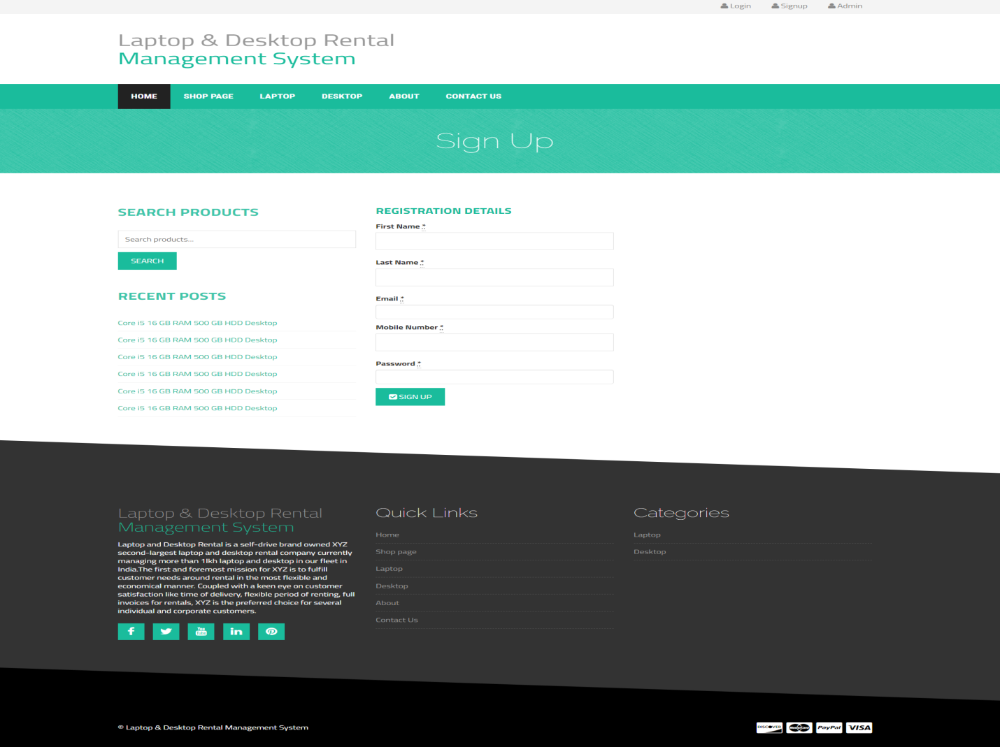 Login Signup Admin
Laptop & Desktop Rental
Management System
HOME SHOP PAGE LAPTOP DESKTOP ABOUT CONTACT US
Sign Up
SEARCH PRODUCTS
Search products...
SEARCH
RECENT POSTS
Core i5 16 GB RAM 500 GB HDD Desktop
Core i5 16 GB RAM 500 GB HDD Desktop
Core i5 16 GB RAM 500 GB HDD Desktop
Core i5 16 GB RAM 500 GB HDD Desktop
Core i5 16 GB RAM 500 GB HDD Desktop
Core i5 16 GB RAM 500 GB HDD Desktop
REGISTRATION DETAILS
First Name *
Last Name *
Email *
Mobile Number *
Password *
SIGN UP
Laptop & Desktop Rental
Management System
Laptop and Desktop Rental is a self-drive brand owned XYZ
second-largest laptop and desktop rental company currently
managing more than 11kh laptop and desktop in our fleet in
India.The first and foremost mission for XYZ is to fulfill
customer needs around rental in the most flexible and
economical manner. Coupled with a keen eye on customer
satisfaction like time of delivery, flexible period of renting, full
invoices for rentals, XYZ is the preferred choice for several
individual and corporate customers.
You Tube in
Quick Links
Home
Shop page
Laptop
Desktop
About
Contact Us
Categories
Laptop
Desktop
© Laptop & Desktop Rental Management System
DISCOVER MasterCard PayPal VISA